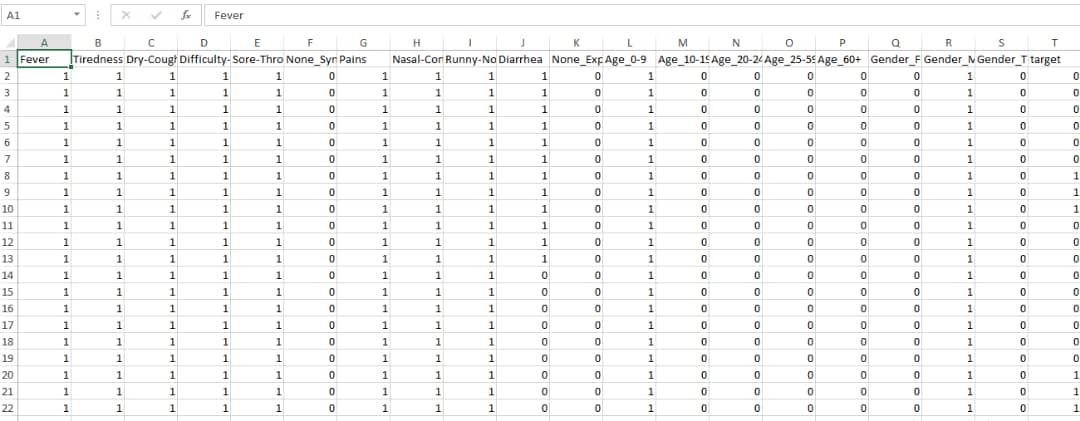 A1 fx Fever
A B C D E F G H I J K L M N O P Q R S T
1 Fever Tiredness Dry-Cough Difficulty- Sore-Thro None_Syn Pains Nasal-Con Runny-No Diarrhea None_Exp Age_0-9 Age_10-19 Age_20-24 Age_25-59 Age_60+ Gender_F Gender_M Gender_T target
2 1 1 1 1 1 0 1 1 1 1 0 1 0 0 0 0 0 1 0 0
3 1 1 1 1 1 0 1 1 1 1 0 1 0 0 0 0 0 1 0 0
4 1 1 1 1 1 0 1 1 1 1 0 1 0 0 0 0 0 1 0 0
5 1 1 1 1 1 0 1 1 1 1 0 1 0 0 0 0 0 1 0 0
6 1 1 1 1 1 0 1 1 1 1 0 1 0 0 0 0 0 1 0 0
7 1 1 1 1 1 0 1 1 1 1 0 1 0 0 0 0 0 1 0 0
8 1 1 1 1 1 0 1 1 1 1 0 1 0 0 0 0 0 1 0 1
9 1 1 1 1 1 0 1 1 1 1 0 1 0 0 0 0 0 1 0 1
10 1 1 1 1 1 0 1 1 1 1 0 1 0 0 0 0 0 1 0 1
11 1 1 1 1 1 0 1 1 1 1 0 1 0 0 0 0 0 1 0 0
12 1 1 1 1 1 0 1 1 1 1 0 1 0 0 0 0 0 1 0 0
13 1 1 1 1 1 0 1 1 1 1 0 1 0 0 0 0 0 1 0 0
14 1 1 1 1 1 0 1 1 1 0 0 1 0 0 0 0 0 1 0 0
15 1 1 1 1 1 0 1 1 1 0 0 1 0 0 0 0 0 1 0 0
16 1 1 1 1 1 0 1 1 1 0 0 1 0 0 0 0 0 1 0 0
17 1 1 1 1 1 0 1 1 1 0 0 1 0 0 0 0 0 1 0 0
18 1 1 1 1 1 0 1 1 1 0 0 1 0 0 0 0 0 1 0 0
19 1 1 1 1 1 0 1 1 1 0 0 1 0 0 0 0 0 1 0 0
20 1 1 1 1 1 0 1 1 1 0 0 1 0 0 0 0 0 1 0 1
21 1 1 1 1 1 0 1 1 1 0 0 1 0 0 0 0 0 1 0 1
22 1 1 1 1 1 0 1 1 1 0 0 1 0 0 0 0 0 1 0 1